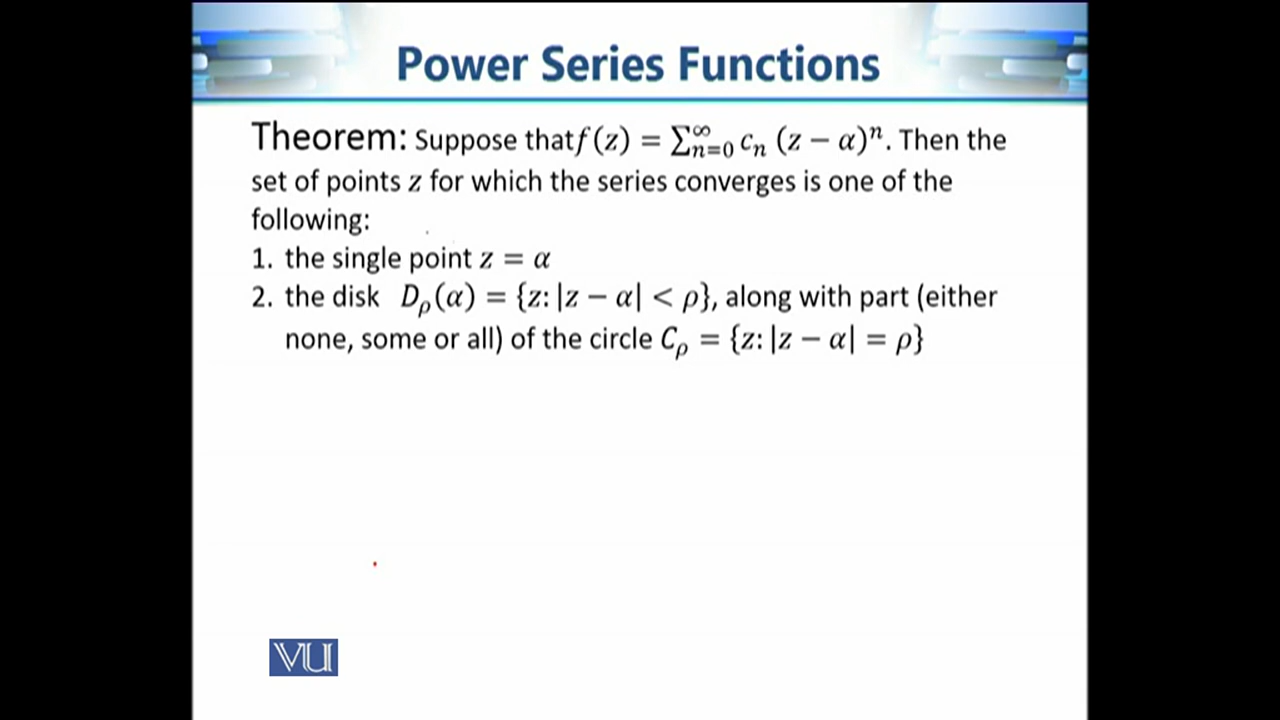 Power Series Functions
Theorem: Suppose that f(z) = ∑_{n=0}^{∞} c_n (z − α)^n. Then the
set of points z for which the series converges is one of the
following:
1. the single point z = α
2. the disk D_ρ(α) = {z: |z − α| < ρ}, along with part (either
none, some or all) of the circle C_ρ = {z: |z − α| = ρ}
VU